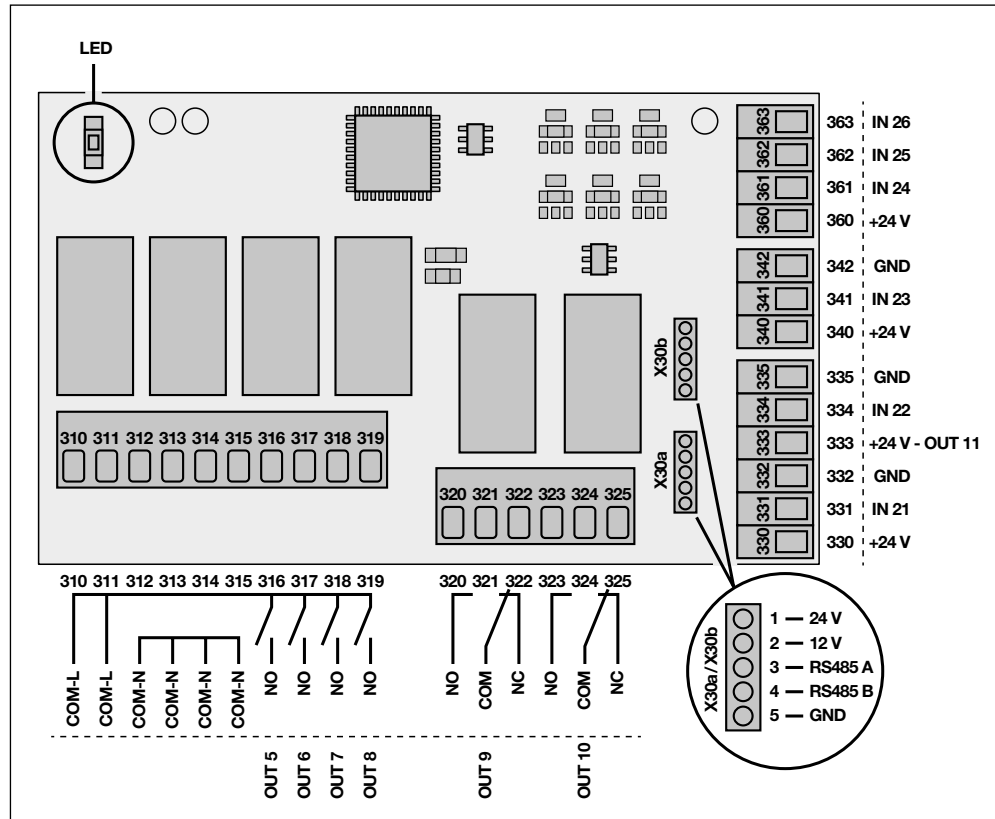 LED
363 363 IN 26
362 362 IN 25
361 361 IN 24
360 360 +24 V
342 342 GND
341 341 IN 23
340 340 +24 V
335 335 GND
334 334 IN 22
333 333 +24 V - OUT 11
332 332 GND
331 331 IN 21
330 330 +24 V
X30b
X30a
310 311 312 313 314 315 316 317 318 319
320 321 322 323 324 325
310 311 312 313 314 315 316 317 318 319
320 321 322 323 324 325
COM-L COM-L COM-N COM-N COM-N COM-N NO NO NO NO
NO COM NC NO COM NC
OUT 5 OUT 6 OUT 7 OUT 8
OUT 9 OUT 10
X30a/X30b
1 — 24 V
2 — 12 V
3 — RS485 A
4 — RS485 B
5 — GND